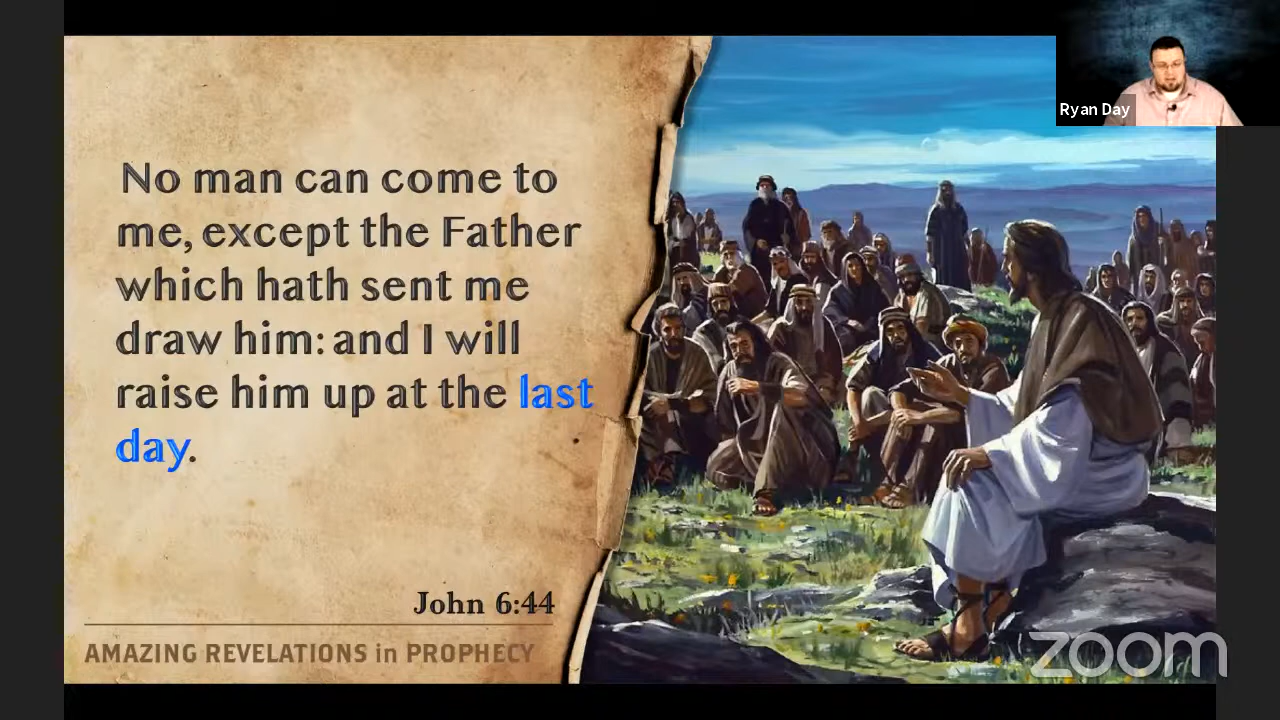 Ryan Day
No man can come to
me, except the Father
which hath sent me
draw him: and I will
raise him up at the last
day.
John 6:44
AMAZING REVELATIONS in PROPHECY
zoom